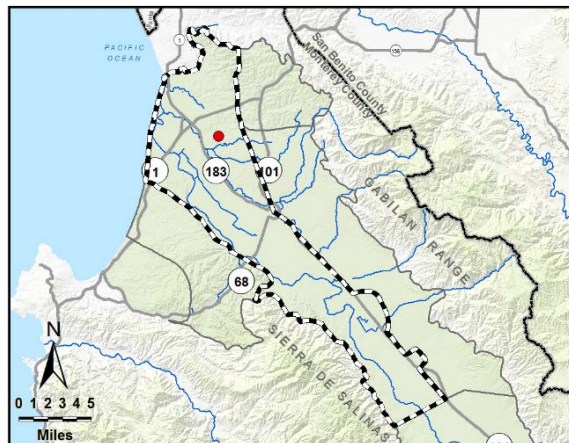 1
156
PACIFIC
OCEAN
San Benito County
Monterey County
1
183
101
GABILAN RANGE
68
SIERRA DE SALINAS
N
0 1 2 3 4 5
Miles